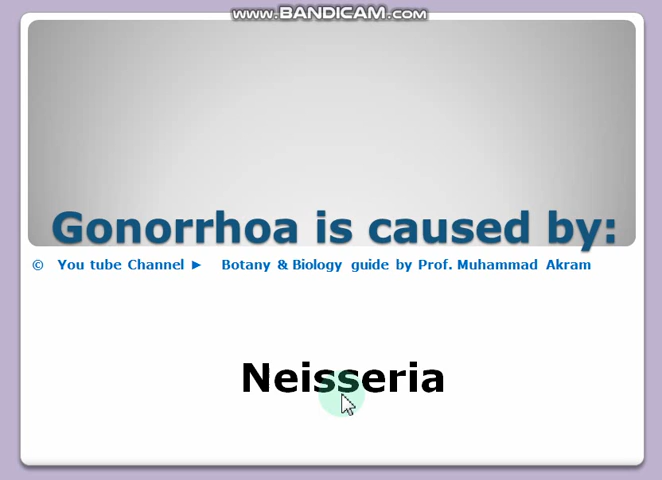 www.BANDICAM.com
Gonorrhoa is caused by:
© You tube Channel ► Botany & Biology guide by Prof. Muhammad Akram
Neisseria